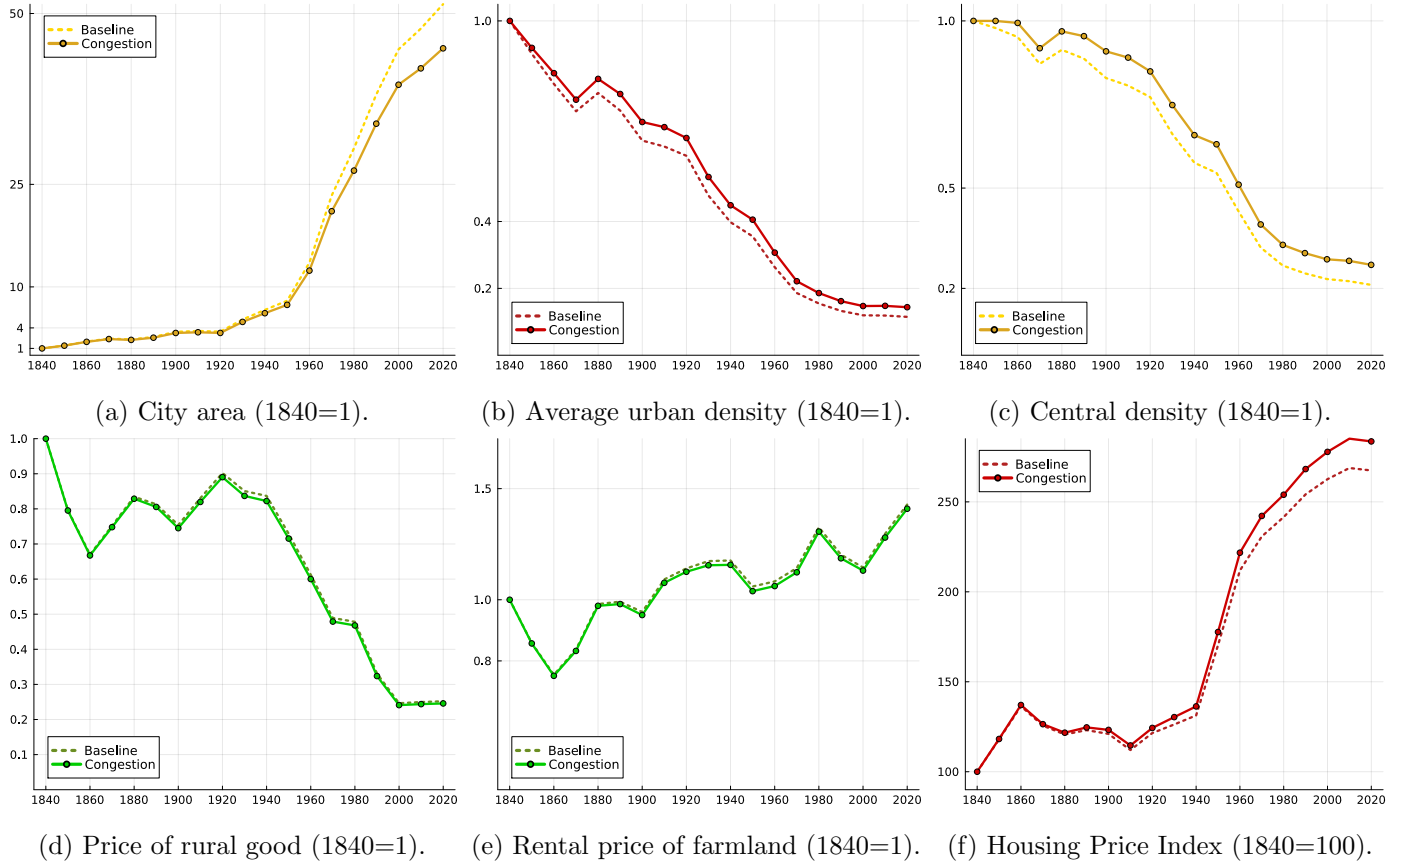 50
25
10
4
1
Baseline
Congestion
1840 1860 1880 1900 1920 1940 1960 1980 2000 2020
(a) City area (1840=1).
1.0
0.4
0.2
Baseline
Congestion
1840 1860 1880 1900 1920 1940 1960 1980 2000 2020
(b) Average urban density (1840=1).
1.0
0.5
0.2
Baseline
Congestion
1840 1860 1880 1900 1920 1940 1960 1980 2000 2020
(c) Central density (1840=1).
1.0
0.9
0.8
0.7
0.6
0.5
0.4
0.3
0.2
0.1
Baseline
Congestion
1840 1860 1880 1900 1920 1940 1960 1980 2000 2020
(d) Price of rural good (1840=1).
1.5
1.0
0.8
Baseline
Congestion
1840 1860 1880 1900 1920 1940 1960 1980 2000 2020
(e) Rental price of farmland (1840=1).
Baseline
Congestion
250
200
150
100
1840 1860 1880 1900 1920 1940 1960 1980 2000 2020
(f) Housing Price Index (1840=100).